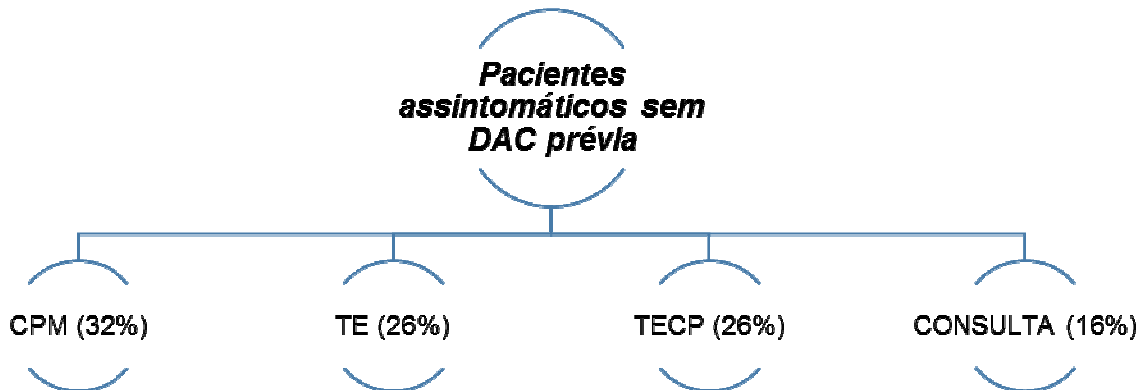 Pacientes
assintomáticos sem
DAC prévia
CPM (32%)
TE (26%)
TECP (26%)
CONSULTA (16%)